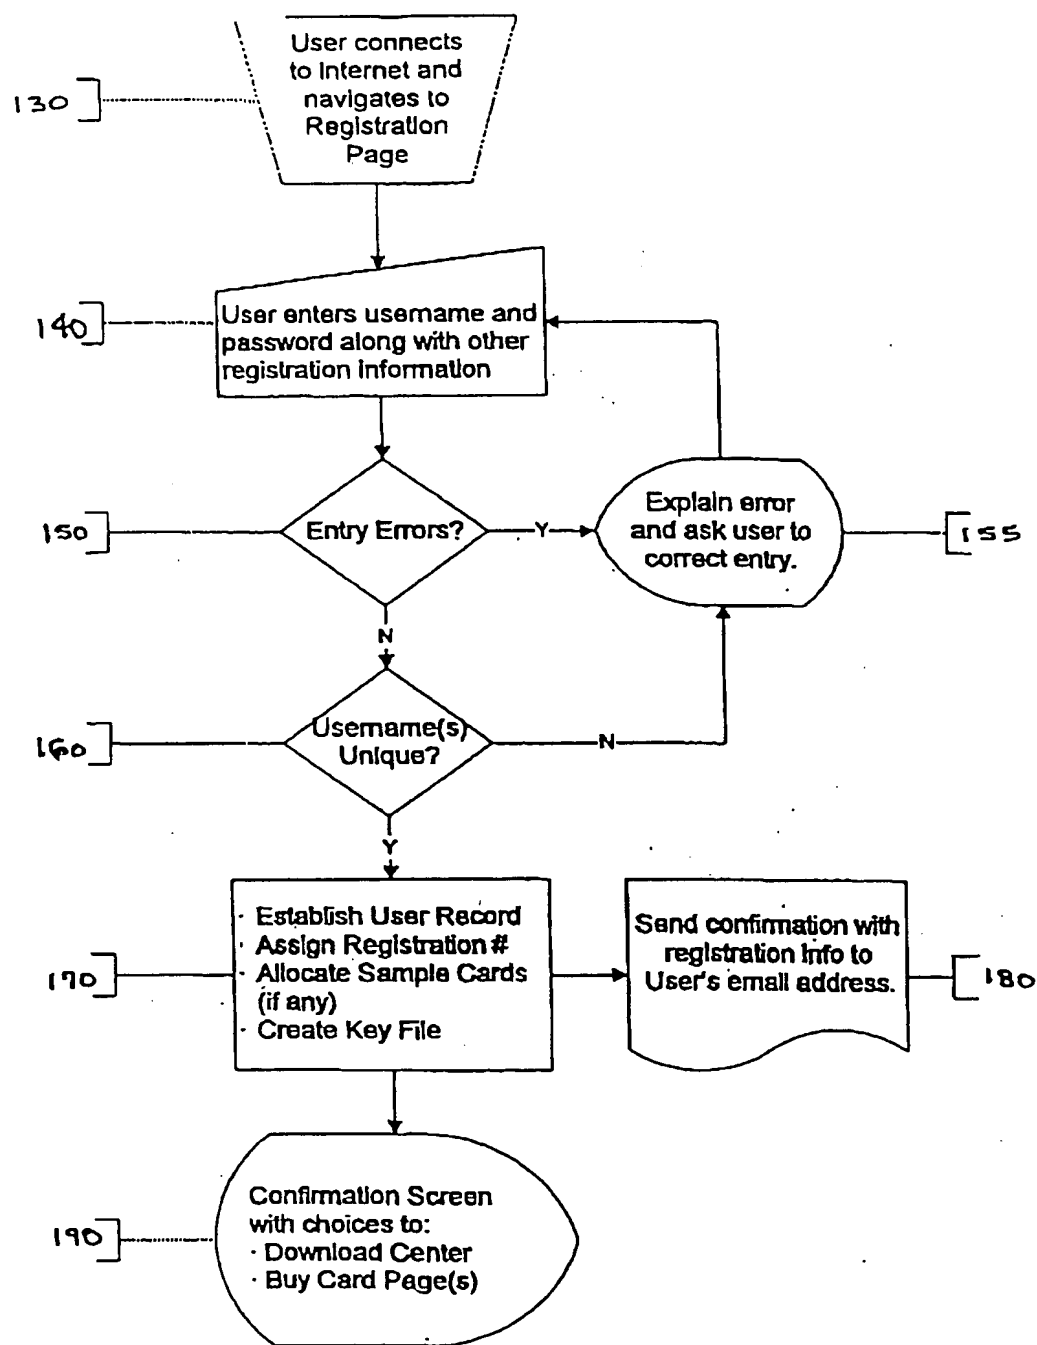 User connects
to Internet and
navigates to
Registration
Page
130
User enters username and
password along with other
registration information
140
Entry Errors?
150
Y
Explain error
and ask user to
correct entry.
155
N
Username(s)
Unique?
160
N
Y
· Establish User Record
· Assign Registration #
· Allocate Sample Cards
(if any)
· Create Key File
170
Send confirmation with
registration info to
User's email address.
180
Confirmation Screen
with choices to:
· Download Center
· Buy Card Page(s)
190